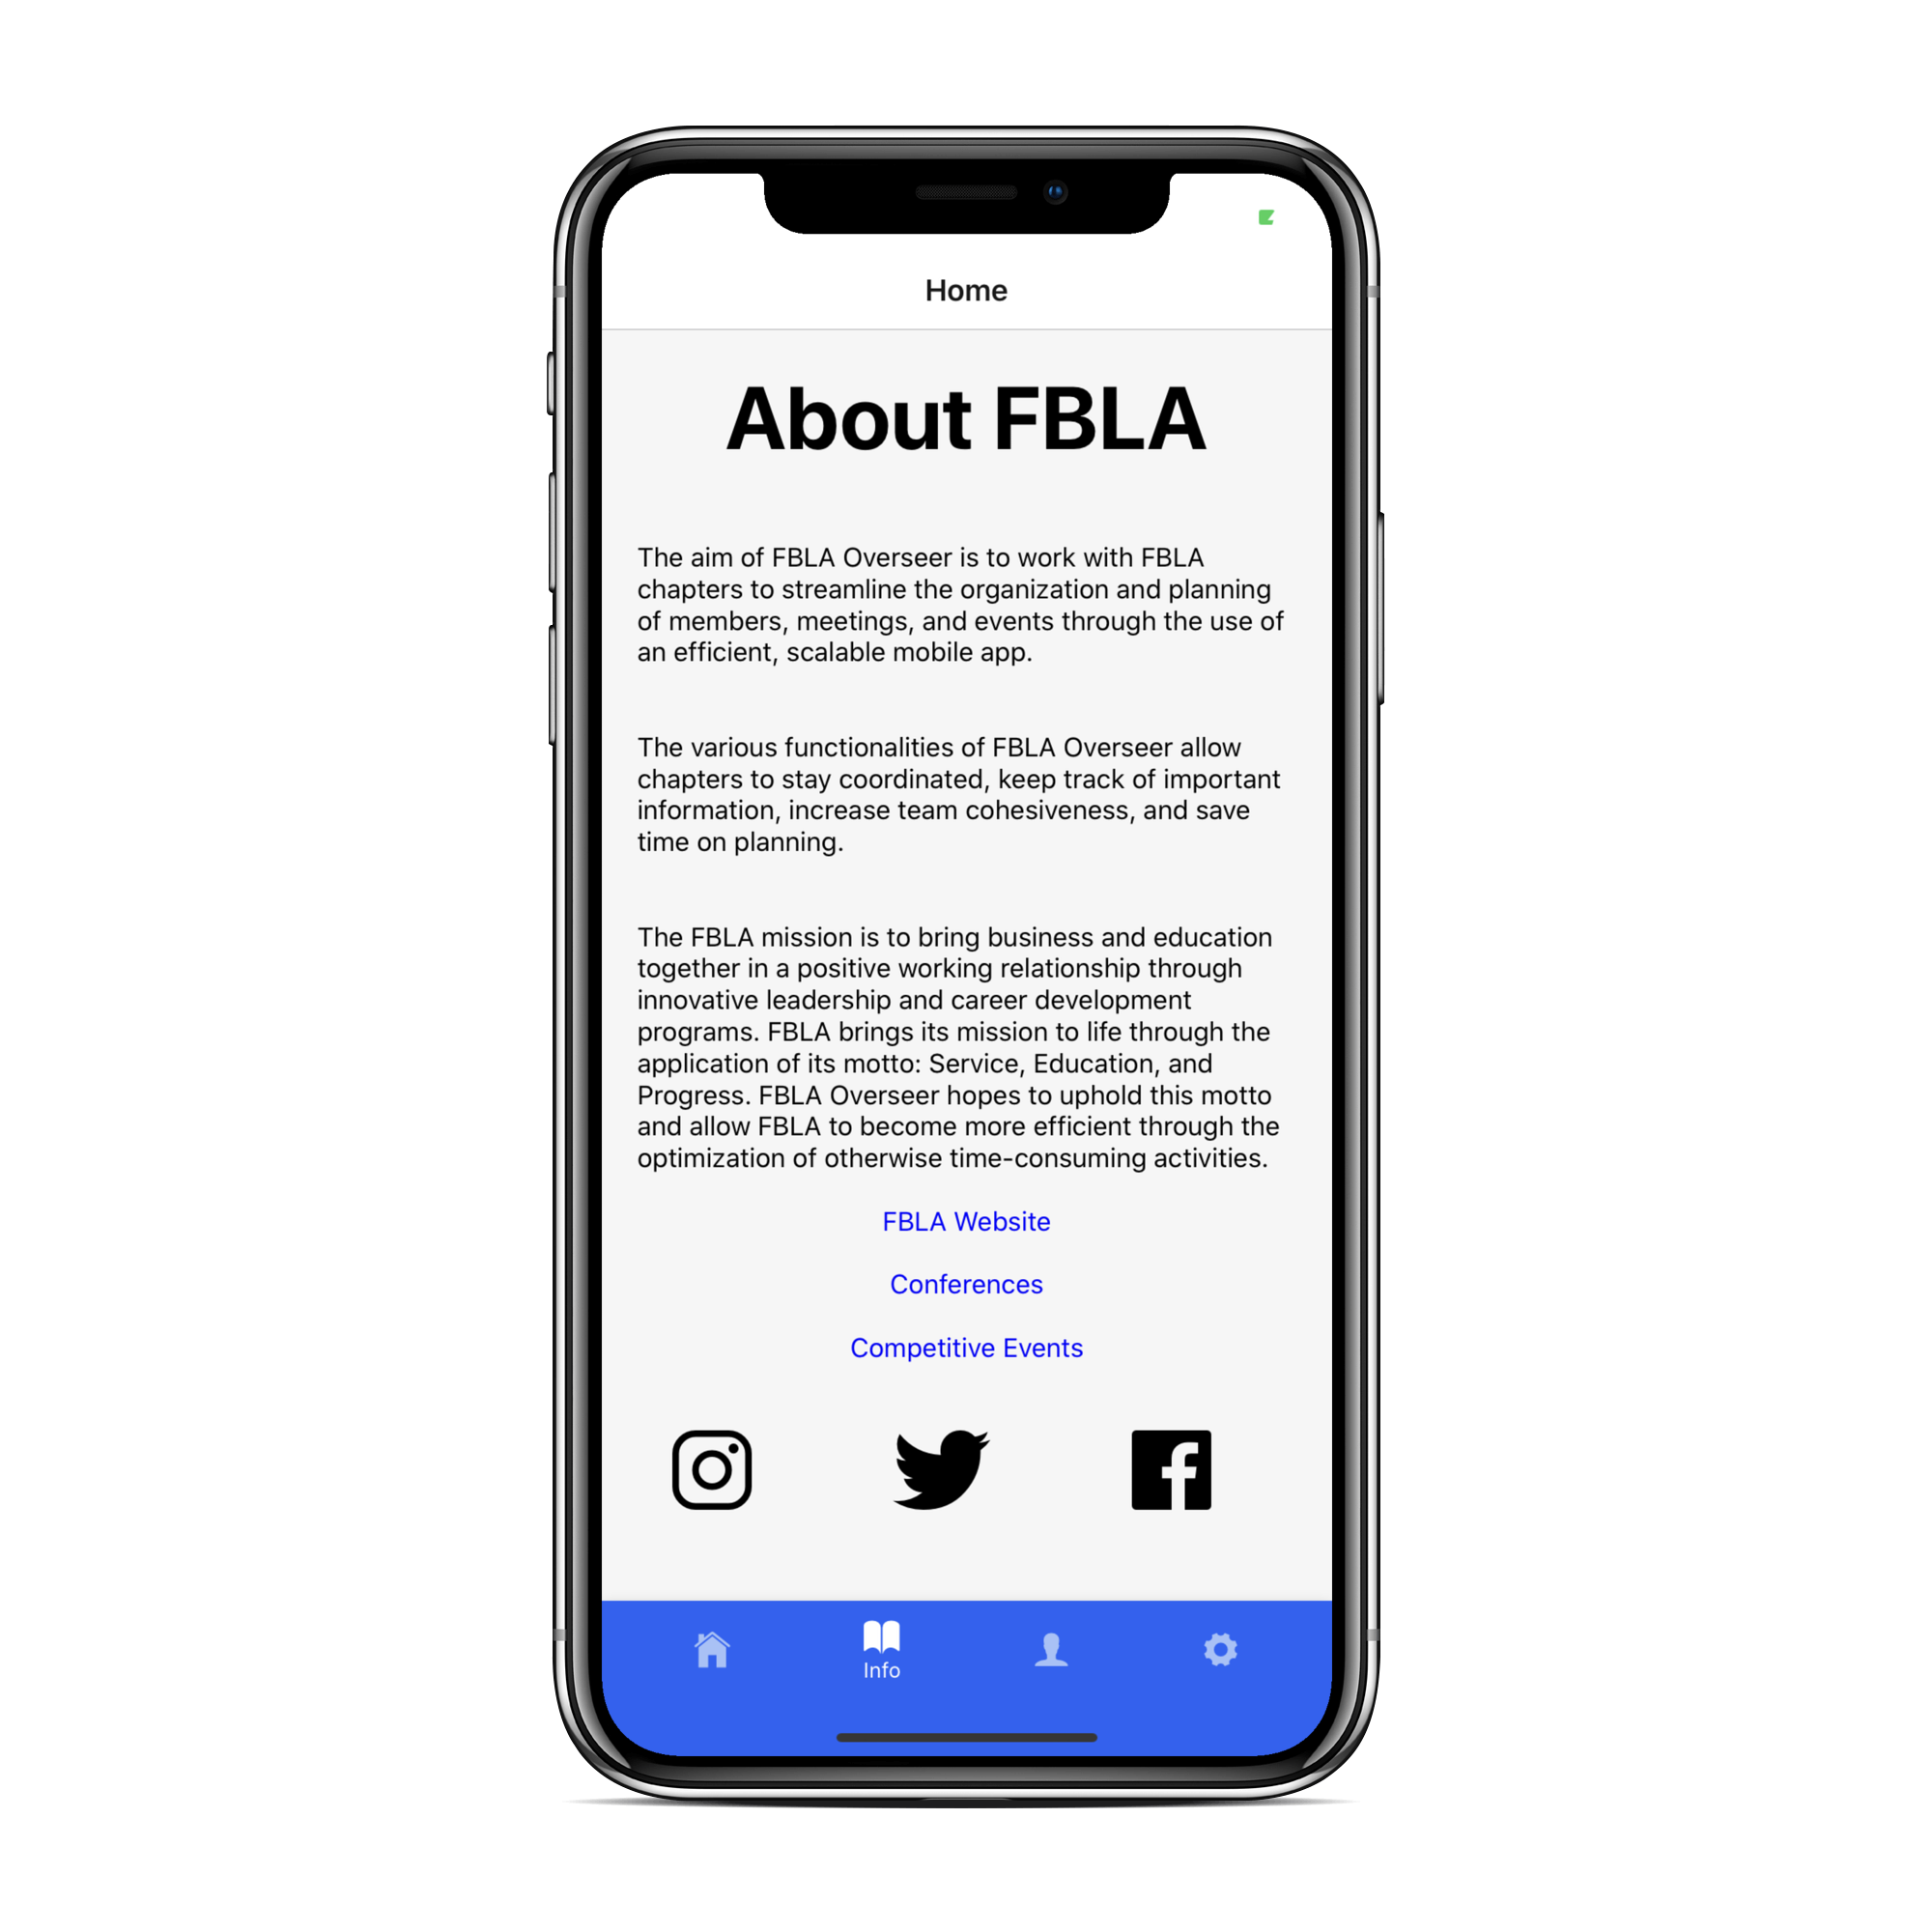 Home
About FBLA
The aim of FBLA Overseer is to work with FBLA
chapters to streamline the organization and planning
of members, meetings, and events through the use of
an efficient, scalable mobile app.
The various functionalities of FBLA Overseer allow
chapters to stay coordinated, keep track of important
information, increase team cohesiveness, and save
time on planning.
The FBLA mission is to bring business and education
together in a positive working relationship through
innovative leadership and career development
programs. FBLA brings its mission to life through the
application of its motto: Service, Education, and
Progress. FBLA Overseer hopes to uphold this motto
and allow FBLA to become more efficient through the
optimization of otherwise time-consuming activities.
FBLA Website
Conferences
Competitive Events
Info